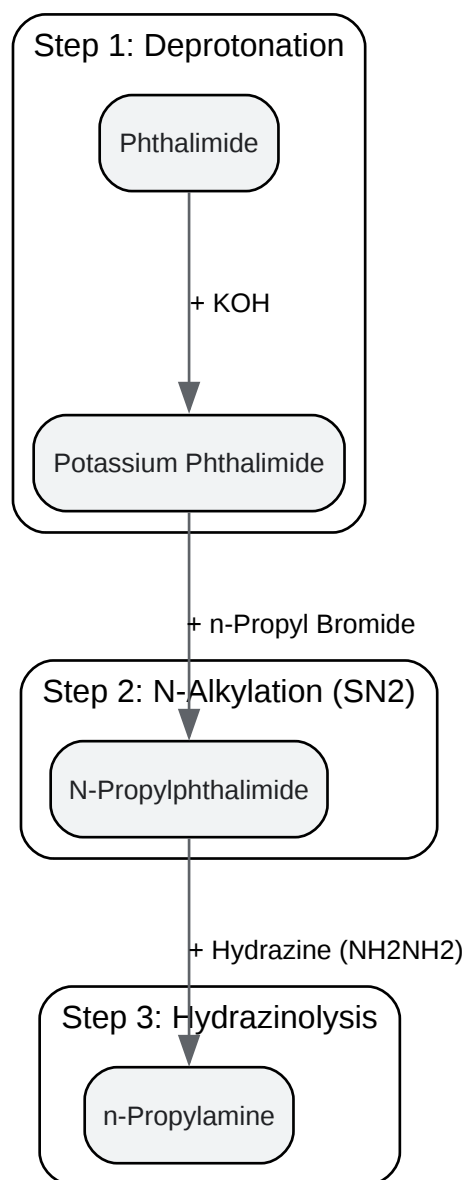 Step 1: Deprotonation
Phthalimide
+ KOH
Potassium Phthalimide
+ n-Propyl Bromide
Step 2: N-Alkylation (SN2)
N-Propylphthalimide
+ Hydrazine (NH2NH2)
Step 3: Hydrazinolysis
n-Propylamine